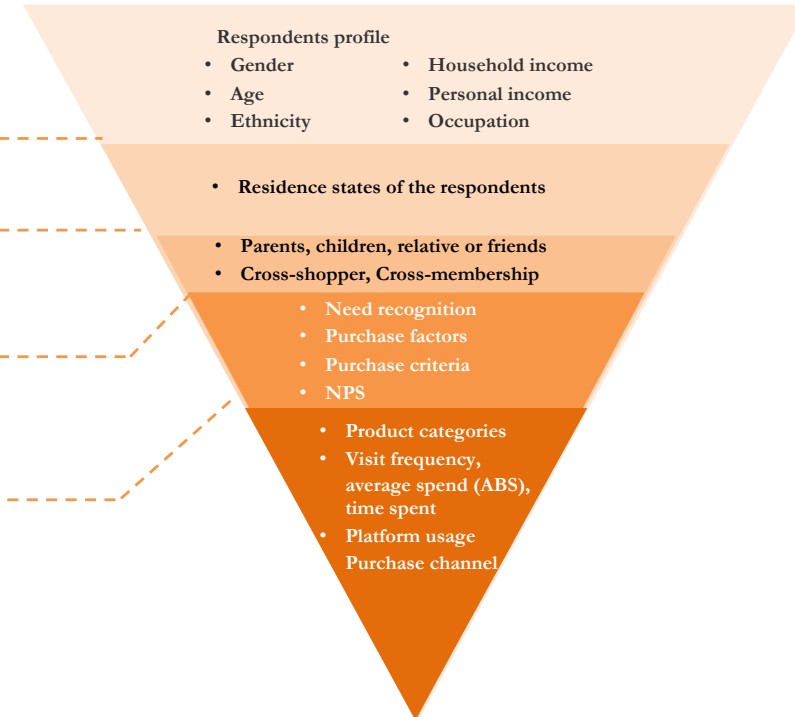 Respondents profile
• Gender
• Age
• Ethnicity
• Household income
• Personal income
• Occupation
• Residence states of the respondents
• Parents, children, relative or friends
• Cross-shopper, Cross-membership
• Need recognition
• Purchase factors
• Purchase criteria
• NPS
• Product categories
• Visit frequency,
average spend (ABS),
time spent
• Platform usage
Purchase channel